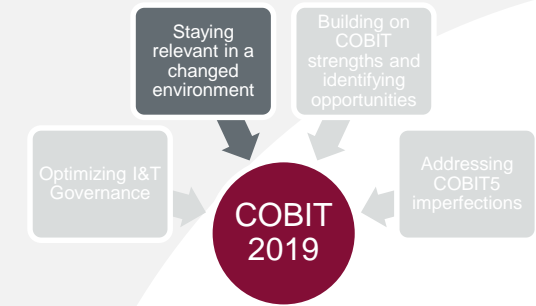 Staying
relevant in a
changed
environment
Building on
COBIT
strengths and
identifying
opportunities
Optimizing I&T
Governance
Addressing
COBIT5
imperfections
COBIT
2019